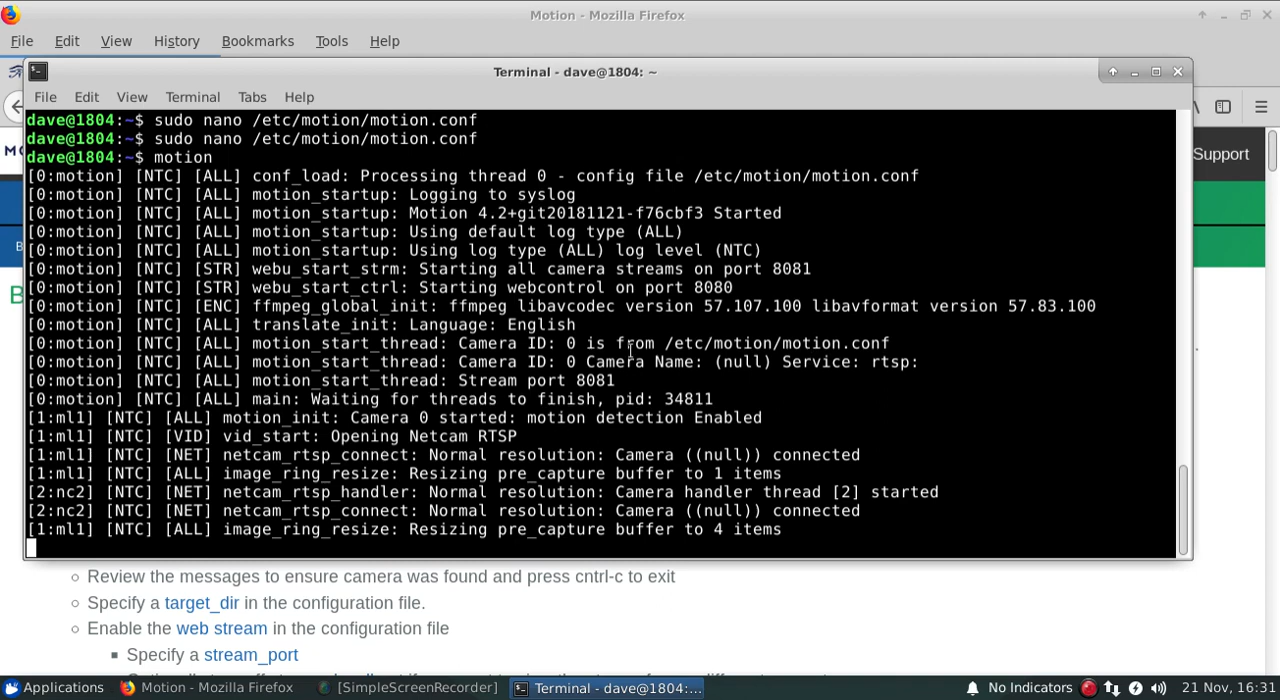 Motion - Mozilla Firefox
File Edit View History Bookmarks Tools Help
Terminal - dave@1804: ~
File Edit View Terminal Tabs Help
dave@1804:~$ sudo nano /etc/motion/motion.conf
dave@1804:~$ sudo nano /etc/motion/motion.conf
dave@1804:~$ motion
[0:motion] [NTC] [ALL] conf_load: Processing thread 0 - config file /etc/motion/motion.conf
[0:motion] [NTC] [ALL] motion_startup: Logging to syslog
[0:motion] [NTC] [ALL] motion_startup: Motion 4.2+git20181121-f76cbf3 Started
[0:motion] [NTC] [ALL] motion_startup: Using default log type (ALL)
[0:motion] [NTC] [ALL] motion_startup: Using log type (ALL) log level (NTC)
[0:motion] [NTC] [STR] webu_start_strm: Starting all camera streams on port 8081
[0:motion] [NTC] [STR] webu_start_ctrl: Starting webcontrol on port 8080
[0:motion] [NTC] [ENC] ffmpeg_global_init: ffmpeg libavcodec version 57.107.100 libavformat version 57.83.100
[0:motion] [NTC] [ALL] translate_init: Language: English
[0:motion] [NTC] [ALL] motion_start_thread: Camera ID: 0 is from /etc/motion/motion.conf
[0:motion] [NTC] [ALL] motion_start_thread: Camera ID: 0 Camera Name: (null) Service: rtsp:
[0:motion] [NTC] [ALL] motion_start_thread: Stream port 8081
[0:motion] [NTC] [ALL] main: Waiting for threads to finish, pid: 34811
[1:ml1] [NTC] [ALL] motion_init: Camera 0 started: motion detection Enabled
[1:ml1] [NTC] [VID] vid_start: Opening Netcam RTSP
[1:ml1] [NTC] [NET] netcam_rtsp_connect: Normal resolution: Camera ((null)) connected
[1:ml1] [NTC] [ALL] image_ring_resize: Resizing pre_capture buffer to 1 items
[2:nc2] [NTC] [NET] netcam_rtsp_handler: Normal resolution: Camera handler thread [2] started
[2:nc2] [NTC] [NET] netcam_rtsp_connect: Normal resolution: Camera ((null)) connected
[1:ml1] [NTC] [ALL] image_ring_resize: Resizing pre_capture buffer to 4 items
Support
Review the messages to ensure camera was found and press cntrl-c to exit
Specify a target_dir in the configuration file.
Enable the web stream in the configuration file
Specify a stream_port
Applications Motion - Mozilla Firefox [SimpleScreenRecorder] Terminal - dave@1804:... No Indicators 21 Nov, 16:31